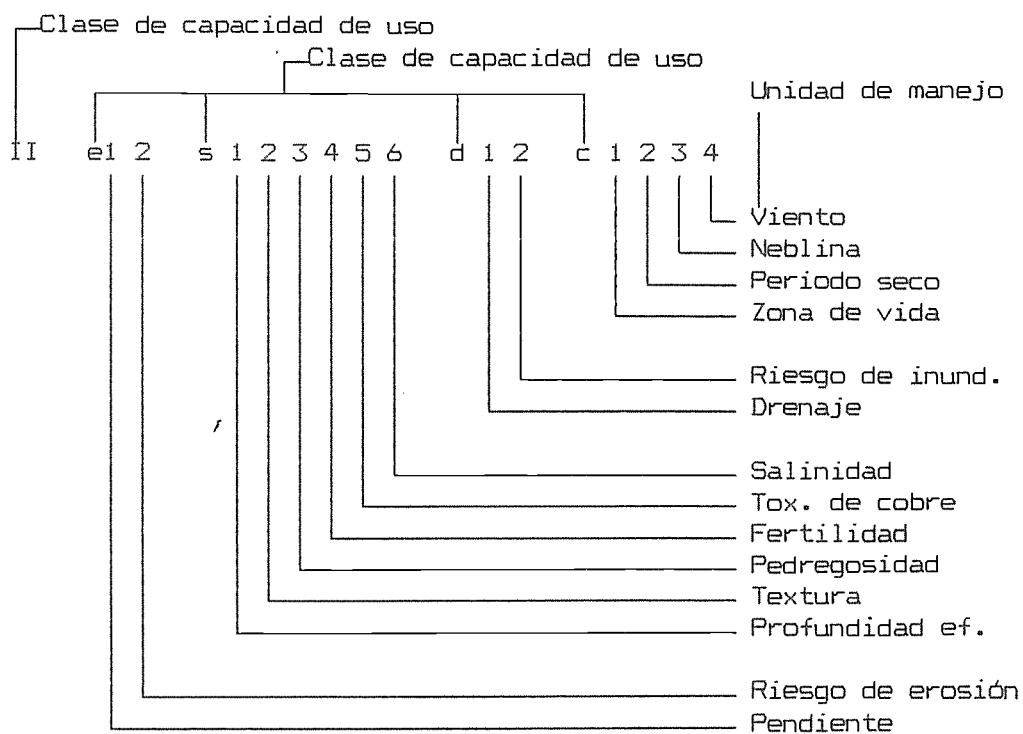 Clase de capacidad de uso
Clase de capacidad de uso
Unidad de manejo
II e1 2 s 1 2 3 4 5 6 d 1 2 c 1 2 3 4
Viento
Neblina
Periodo seco
Zona de vida
Riesgo de inund.
Drenaje
Salinidad
Tox. de cobre
Fertilidad
Pedregosidad
Textura
Profundidad ef.
Riesgo de erosión
Pendiente